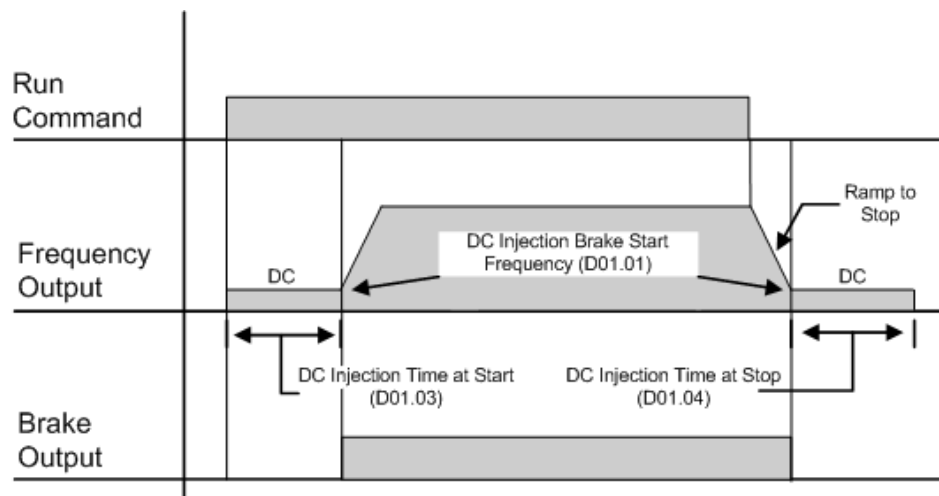 Run
Command
Ramp to
Stop
DC Injection Brake Start
Frequency (D01.01)
Frequency
Output
DC
DC
DC Injection Time at Start
(D01.03)
DC Injection Time at Stop
(D01.04)
Brake
Output